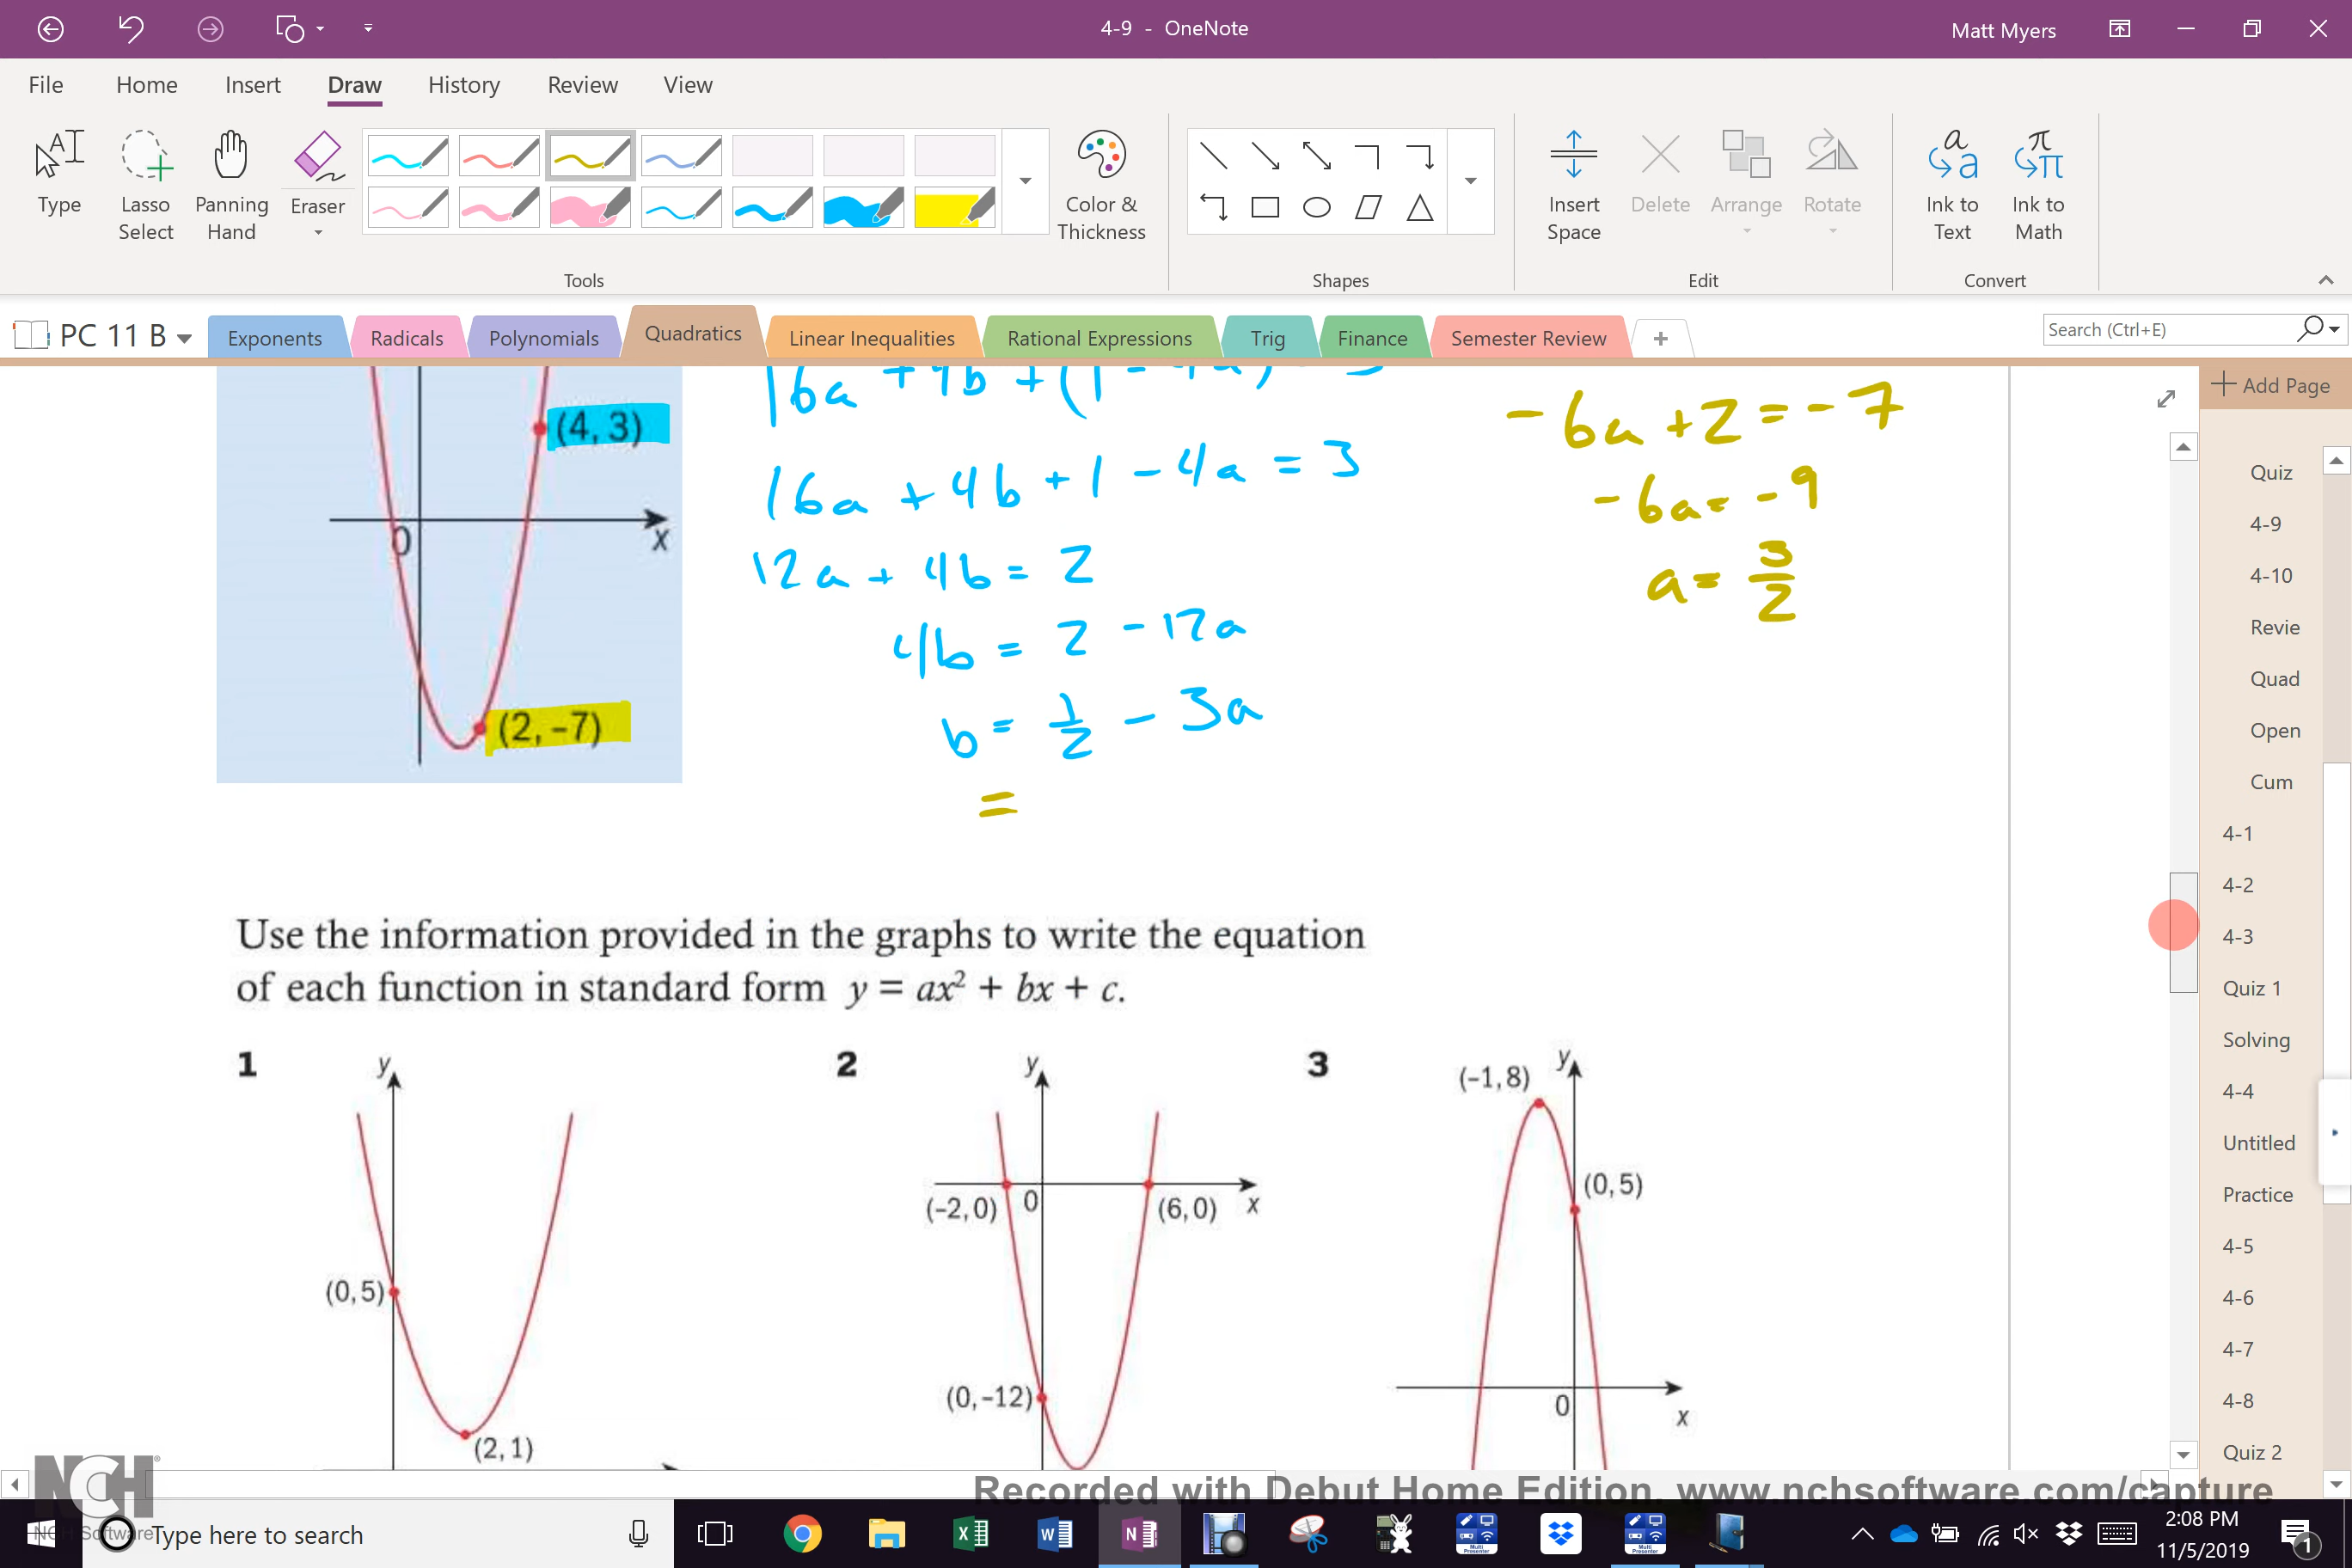 4-9 - OneNote
Matt Myers
File Home Insert Draw History Review View
Type
Lasso Select
Panning Hand
Eraser
Color & Thickness
Insert Space
Delete
Arrange
Rotate
Ink to Text
Ink to Math
Tools
Shapes
Edit
Convert
PC 11 B
Exponents Radicals Polynomials Quadratics Linear Inequalities Rational Expressions Trig Finance Semester Review
Search (Ctrl+E)
Add Page
(4, 3)
0
x
(2, -7)
16a + 4b + (1 - 4a)
16a + 4b + 1 - 4a = 3
12a + 4b = 2
4b = 2 - 12a
b = 1/2 - 3a
=
-6a + 2 = -7
-6a = -9
a = 3/2
Use the information provided in the graphs to write the equation
of each function in standard form y = ax² + bx + c.
1
y
(0, 5)
(2, 1)
2
y
(-2, 0) 0
(6, 0) x
(0, -12)
3
(-1, 8) y
(0, 5)
0
x
Quiz
4-9
4-10
Revie
Quad
Open
Cum
4-1
4-2
4-3
Quiz 1
Solving
4-4
Untitled
Practice
4-5
4-6
4-7
4-8
Quiz 2
NCH
NCH Software
Recorded with Debut Home Edition. www.nchsoftware.com/capture
Type here to search
2:08 PM
11/5/2019
1